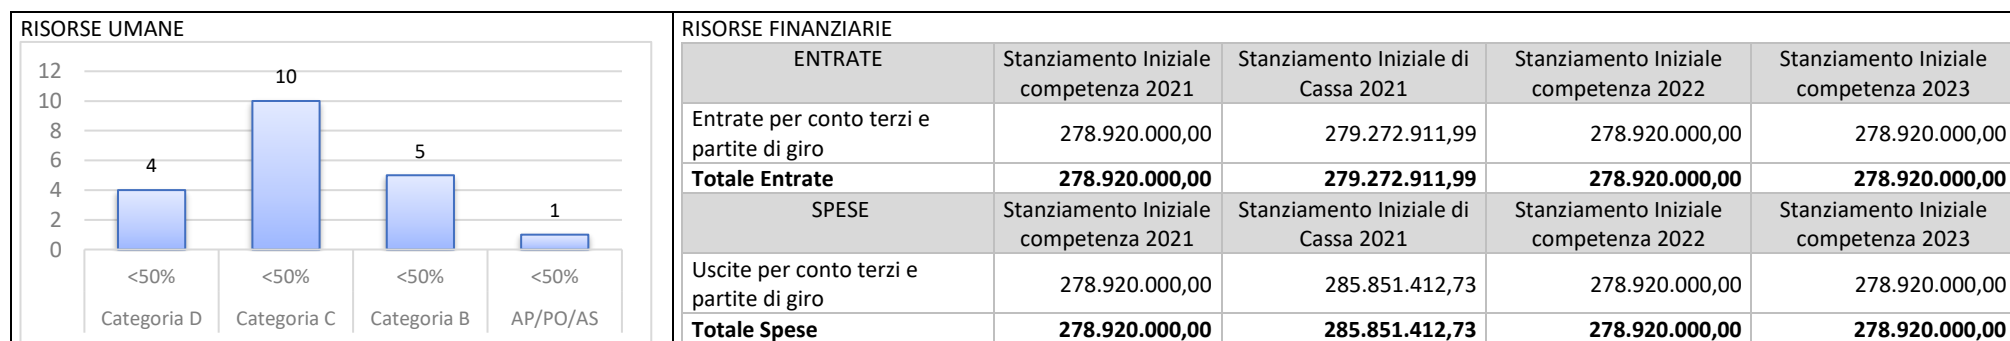 RISORSE UMANE
12
10
8
6
4
2
0
4
10
5
1
<50% <50% <50% <50%
Categoria D Categoria C Categoria B AP/PO/AS
RISORSE FINANZIARIE
ENTRATE Stanziamento Iniziale Stanziamento Iniziale di Stanziamento Iniziale Stanziamento Iniziale
competenza 2021 Cassa 2021 competenza 2022 competenza 2023
Entrate per conto terzi e
partite di giro 278.920.000,00 279.272.911,99 278.920.000,00 278.920.000,00
Totale Entrate 278.920.000,00 279.272.911,99 278.920.000,00 278.920.000,00
SPESE Stanziamento Iniziale Stanziamento Iniziale di Stanziamento Iniziale Stanziamento Iniziale
competenza 2021 Cassa 2021 competenza 2022 competenza 2023
Uscite per conto terzi e
partite di giro 278.920.000,00 285.851.412,73 278.920.000,00 278.920.000,00
Totale Spese 278.920.000,00 285.851.412,73 278.920.000,00 278.920.000,00